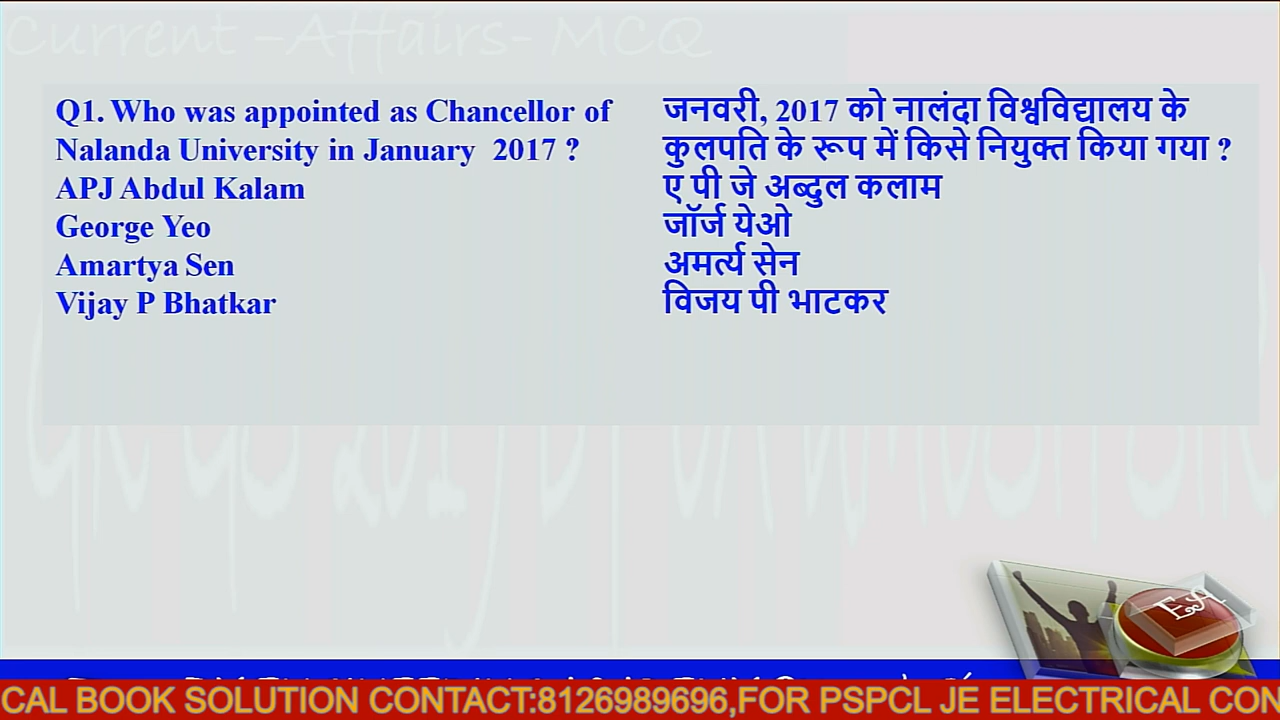 Current -Affairs- MCQ
Q1. Who was appointed as Chancellor of
Nalanda University in January 2017 ?
APJ Abdul Kalam
George Yeo
Amartya Sen
Vijay P Bhatkar
जनवरी, 2017 को नालंदा विश्वविद्यालय के
कुलपति के रूप में किसे नियुक्त किया गया ?
ए पी जे अब्दुल कलाम
जॉर्ज येओ
अमर्त्य सेन
विजय पी भाटकर
CAL BOOK SOLUTION CONTACT:8126989696,FOR PSPCL JE ELECTRICAL CON